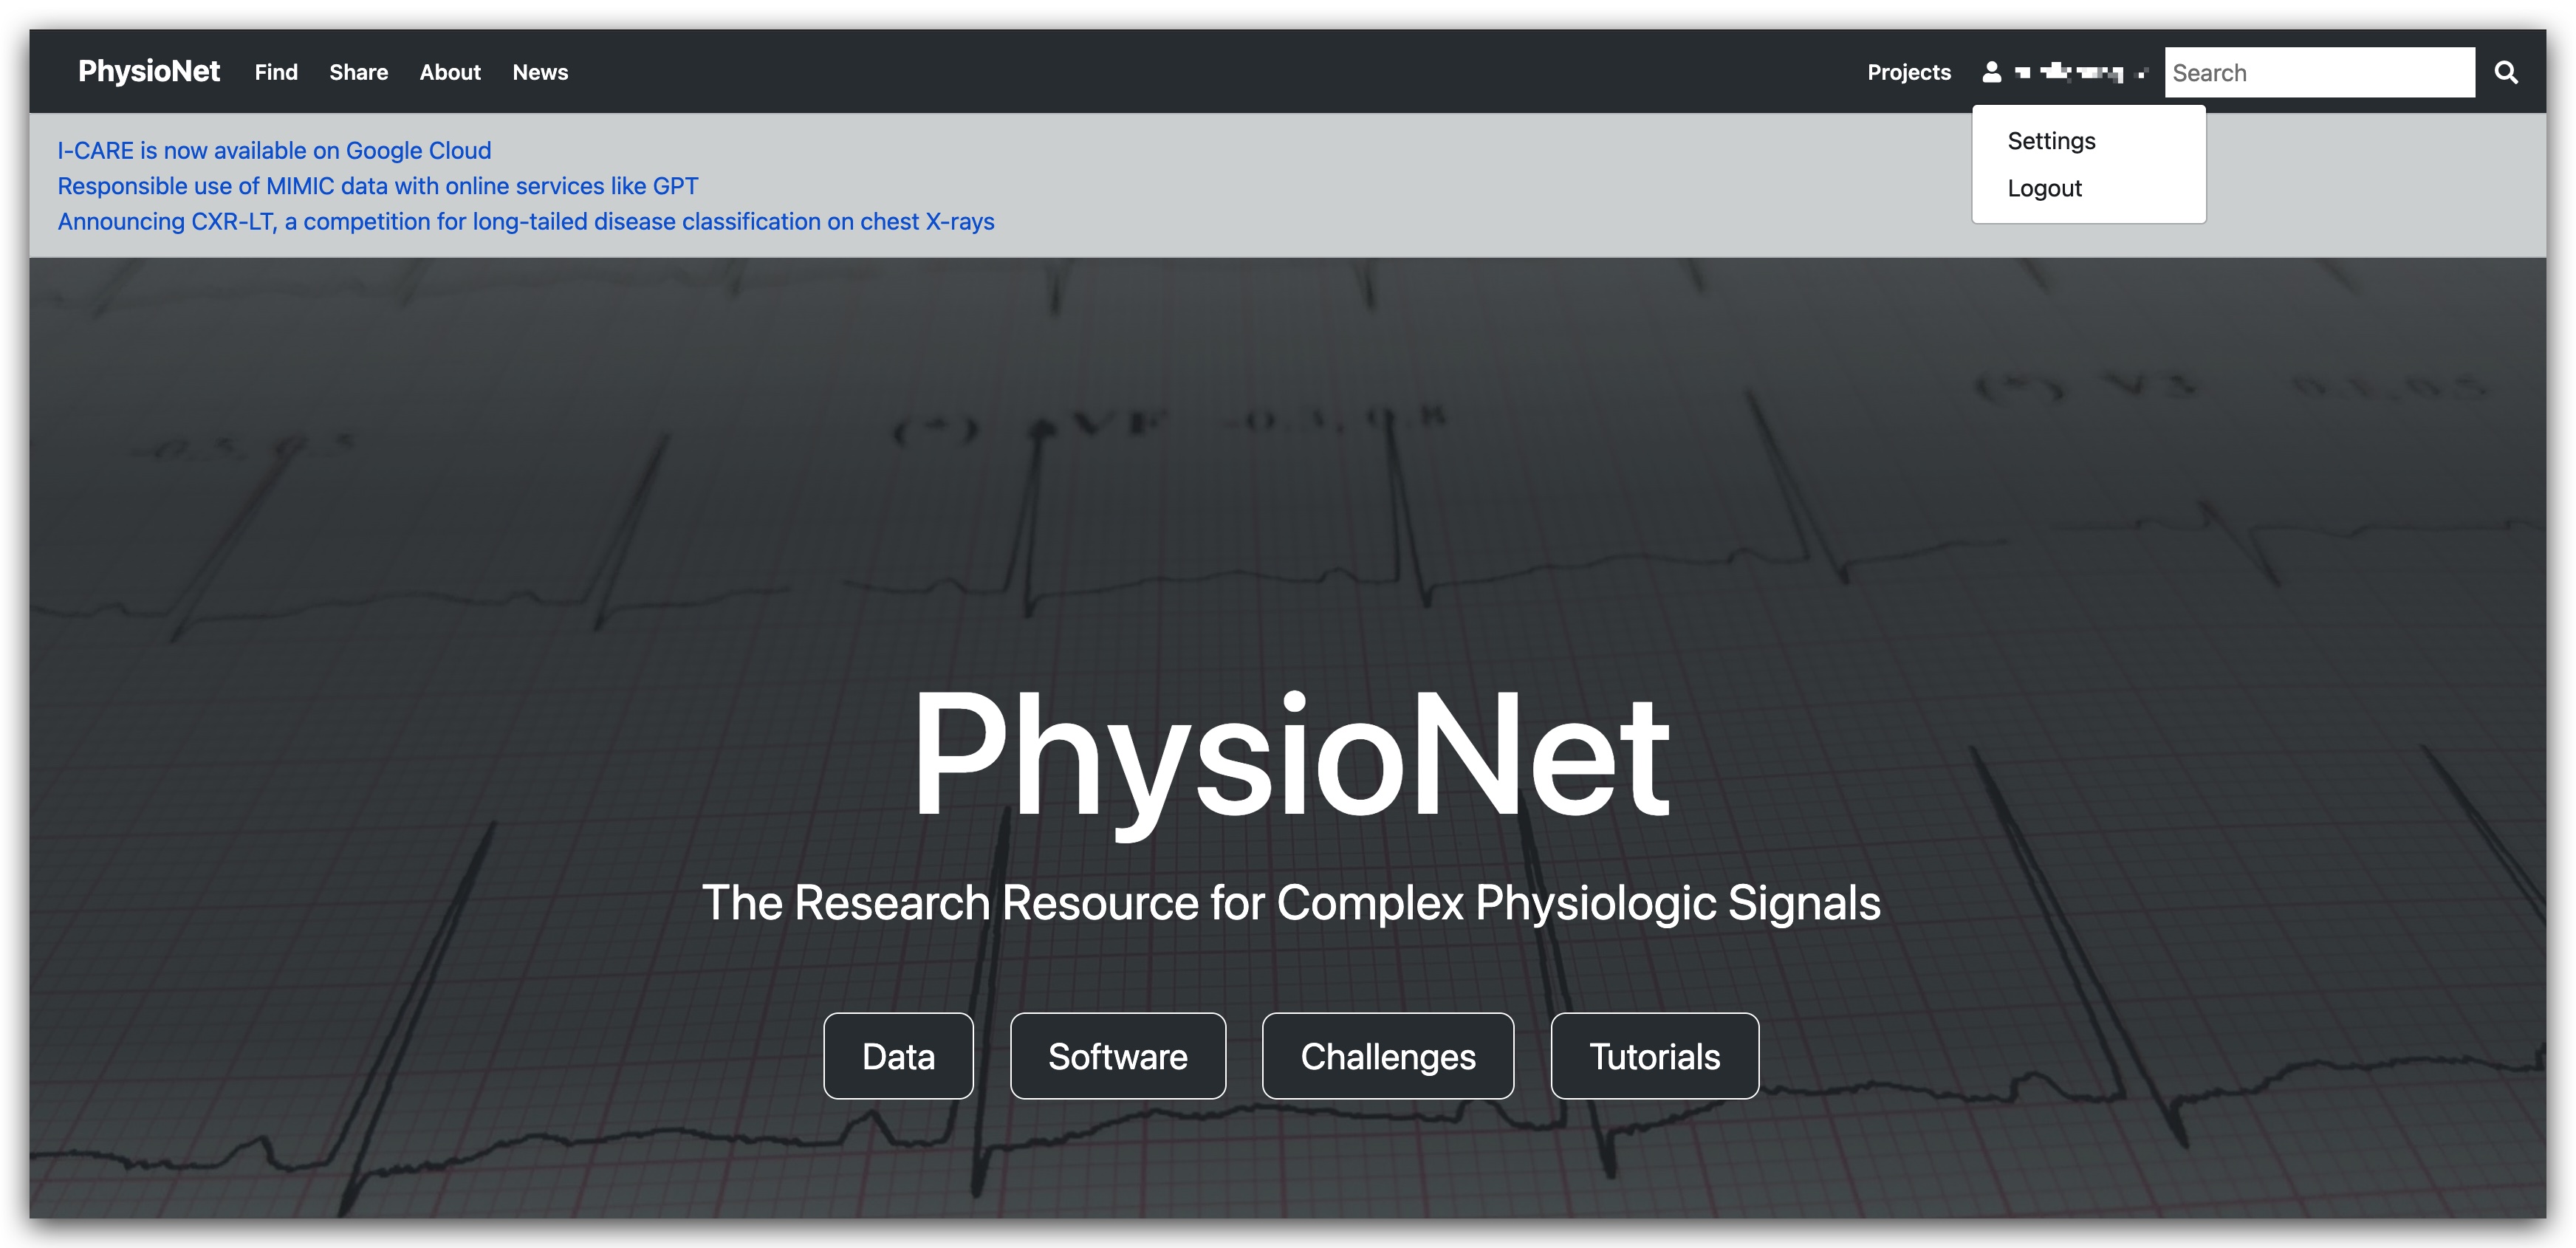 PhysioNet Find Share About News Projects Search
Settings
Logout
I-CARE is now available on Google Cloud
Responsible use of MIMIC data with online services like GPT
Announcing CXR-LT, a competition for long-tailed disease classification on chest X-rays
PhysioNet
The Research Resource for Complex Physiologic Signals
Data Software Challenges Tutorials